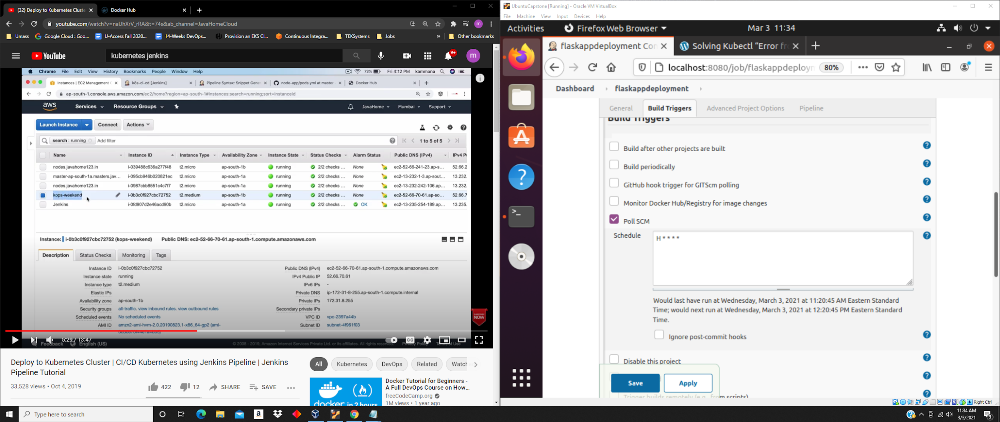 (32) Deploy to Kubernetes Cluste
Docker Hub
youtube.com/watch?v=naUhXrV_rRA&t=74s&ab_channel=JavaHomeCloud
m
Umass
Google Cloud : Goo...
U-Access Fall 2020...
14-Weeks DevOps...
Provision an EKS Cl...
Continuous Integra...
TEKSystems
Jobs
»
Other bookmarks
YouTube
kubernetes jenkins
9+
m
Chrome File Edit View History Bookmarks People Window Help
73%
Fri 4:12 PM kammana
Instances | EC2 Management C
k8s-ci-cd [Jenkins]
Pipeline Syntax: Snippet Gene
node-app/pods.yml at master
Docker Hub
ap-south-1.console.aws.amazon.com/ec2/home?region=ap-south-1#Instances:search=running;sort=instanceId
aws
Services
Resource Groups
JavaHome
Mumbai
Support
Launch Instance
Connect
Actions
search : running
Add filter
1 to 5 of 5
Name Instance ID Instance Type Availability Zone Instance State Status Checks Alarm Status Public DNS (IPv4) IPv4 P
nodes.javahome123.in i-039488c636a277f48 t2.micro ap-south-1b running 2/2 checks ... None ec2-52-66-241-23.ap-s... 52.66.2
master-ap-south-1a.masters.jav... i-095cb946b020821ec t2.micro ap-south-1a running 2/2 checks ... None ec2-13-232-1-3.ap-sout... 13.232.
nodes.javahome123.in i-0987cbb8551c4c7f7 t2.micro ap-south-1a running 2/2 checks ... None ec2-13-232-242-106.ap... 13.232.
kops-weekend i-0b3c0f927cbc72752 t2.medium ap-south-1b running 2/2 checks ... None ec2-52-66-70-61.ap-so... 52.66.7
Jenkins i-0fd907d2e46acd90b t2.micro ap-south-1a running 2/2 checks ... OK ec2-13-235-254-189.ap... 13.235.
Instance: i-0b3c0f927cbc72752 (kops-weekend) Public DNS: ec2-52-66-70-61.ap-south-1.compute.amazonaws.com
Description Status Checks Monitoring Tags
Instance ID i-0b3c0f927cbc72752 Public DNS (IPv4) ec2-52-66-70-61.ap-south-1.compute.amazonaws.com
Instance state running IPv4 Public IP 52.66.70.61
Instance type t2.medium IPv6 IPs -
Elastic IPs Private DNS ip-172-31-8-255.ap-south-1.compute.internal
Availability zone ap-south-1b Private IPs 172.31.8.255
Security groups all-traffic. view inbound rules. view outbound rules Secondary private IPs
Scheduled events No scheduled events VPC ID vpc-2397a44b
AMI ID amzn2-ami-hvm-2.0.20190823.1-x86_64-gp2 (ami- Subnet ID subnet-4f961f03
NOW
5:29 / 13:47
CC
Feedback English (US) © 2008 - 2019, Amazon Internet Services Private Ltd. or its affiliates. All rights reserved. Privacy Policy
Deploy to Kubernetes Cluster | CI/CD Kubernetes using Jenkins Pipeline | Jenkins
Pipeline Tutorial
33,528 views • Oct 4, 2019
422
12
SHARE
SAVE
All
Kubernetes
DevOps
Related
Watch
Docker Tutorial for Beginners -
A Full DevOps Course on How...
freeCodeCamp.org
1M views • 1 year ago
docker in 2 hours
UbuntuCapstone [Running] - Oracle VM VirtualBox
File Machine View Input Devices Help
Activities
Firefox Web Browser
Mar 3 11:34
flaskappdeployment Con
Solving Kubectl “Error fr
localhost:8080/job/flaskappdeploym
80%
Dashboard
flaskappdeployment
General
Build Triggers
Advanced Project Options
Pipeline
Build Triggers
Build after other projects are built
Build periodically
GitHub hook trigger for GITScm polling
Monitor Docker Hub/Registry for image changes
Poll SCM
Schedule
H * * * *
Would last have run at Wednesday, March 3, 2021 at 11:20:45 AM Eastern Standard
Time; would next run at Wednesday, March 3, 2021 at 12:20:45 PM Eastern Standard
Time.
Ignore post-commit hooks
Disable this project
Save
Apply
Trigger builds remotely (e.g., from scripts)
Right Ctrl
Type here to search
11:34 AM
3/3/2021
3